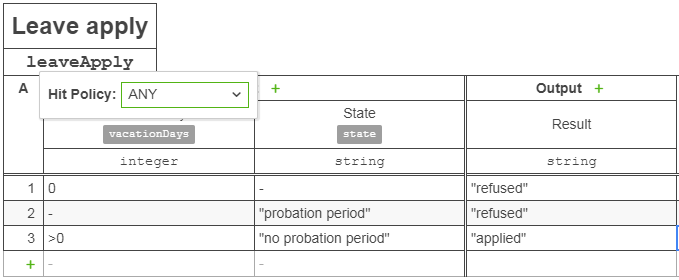 Leave apply
leaveApply
A Hit Policy: ANY + Output +
vacationDays State state Result
integer string string
1 0 - "refused"
2 - "probation period" "refused"
3 >0 "no probation period" "applied"
+ - -